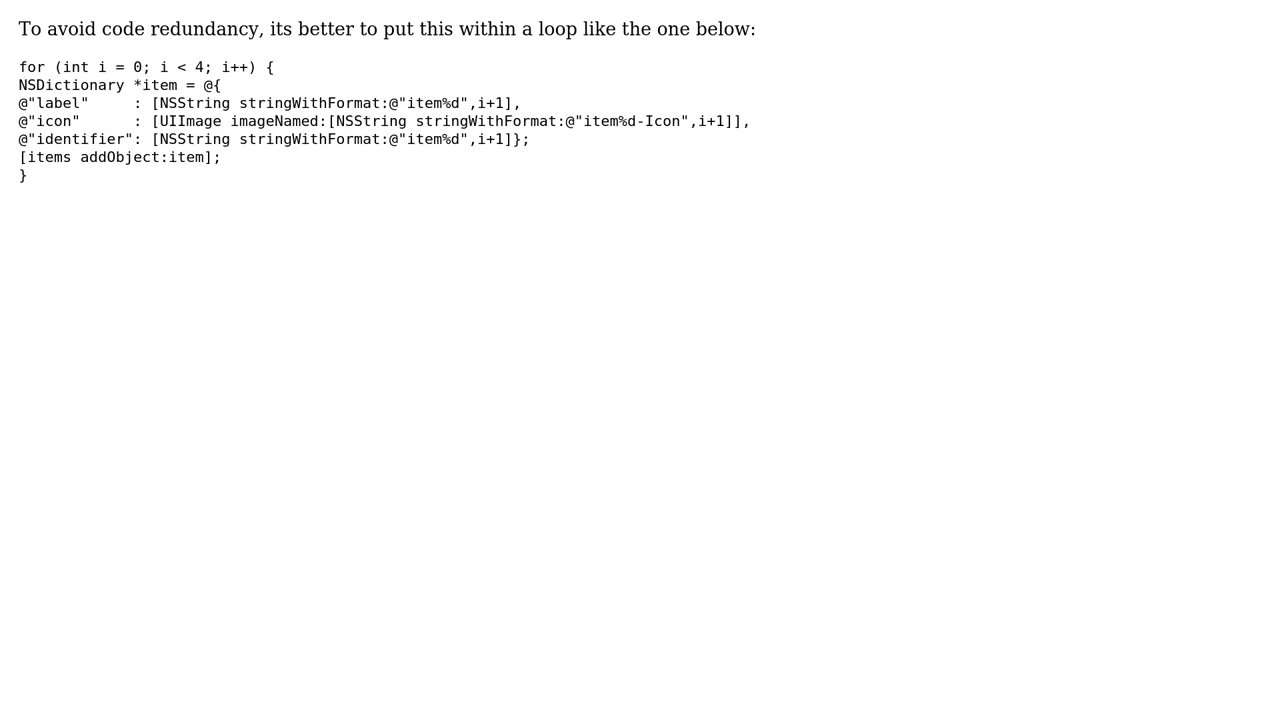 To avoid code redundancy, its better to put this within a loop like the one below:
for (int i = 0; i < 4; i++) {
NSDictionary *item = @{
@"label"     : [NSString stringWithFormat:@"item%d",i+1],
@"icon"      : [UIImage imageNamed:[NSString stringWithFormat:@"item%d-Icon",i+1]],
@"identifier": [NSString stringWithFormat:@"item%d",i+1]};
[items addObject:item];
}